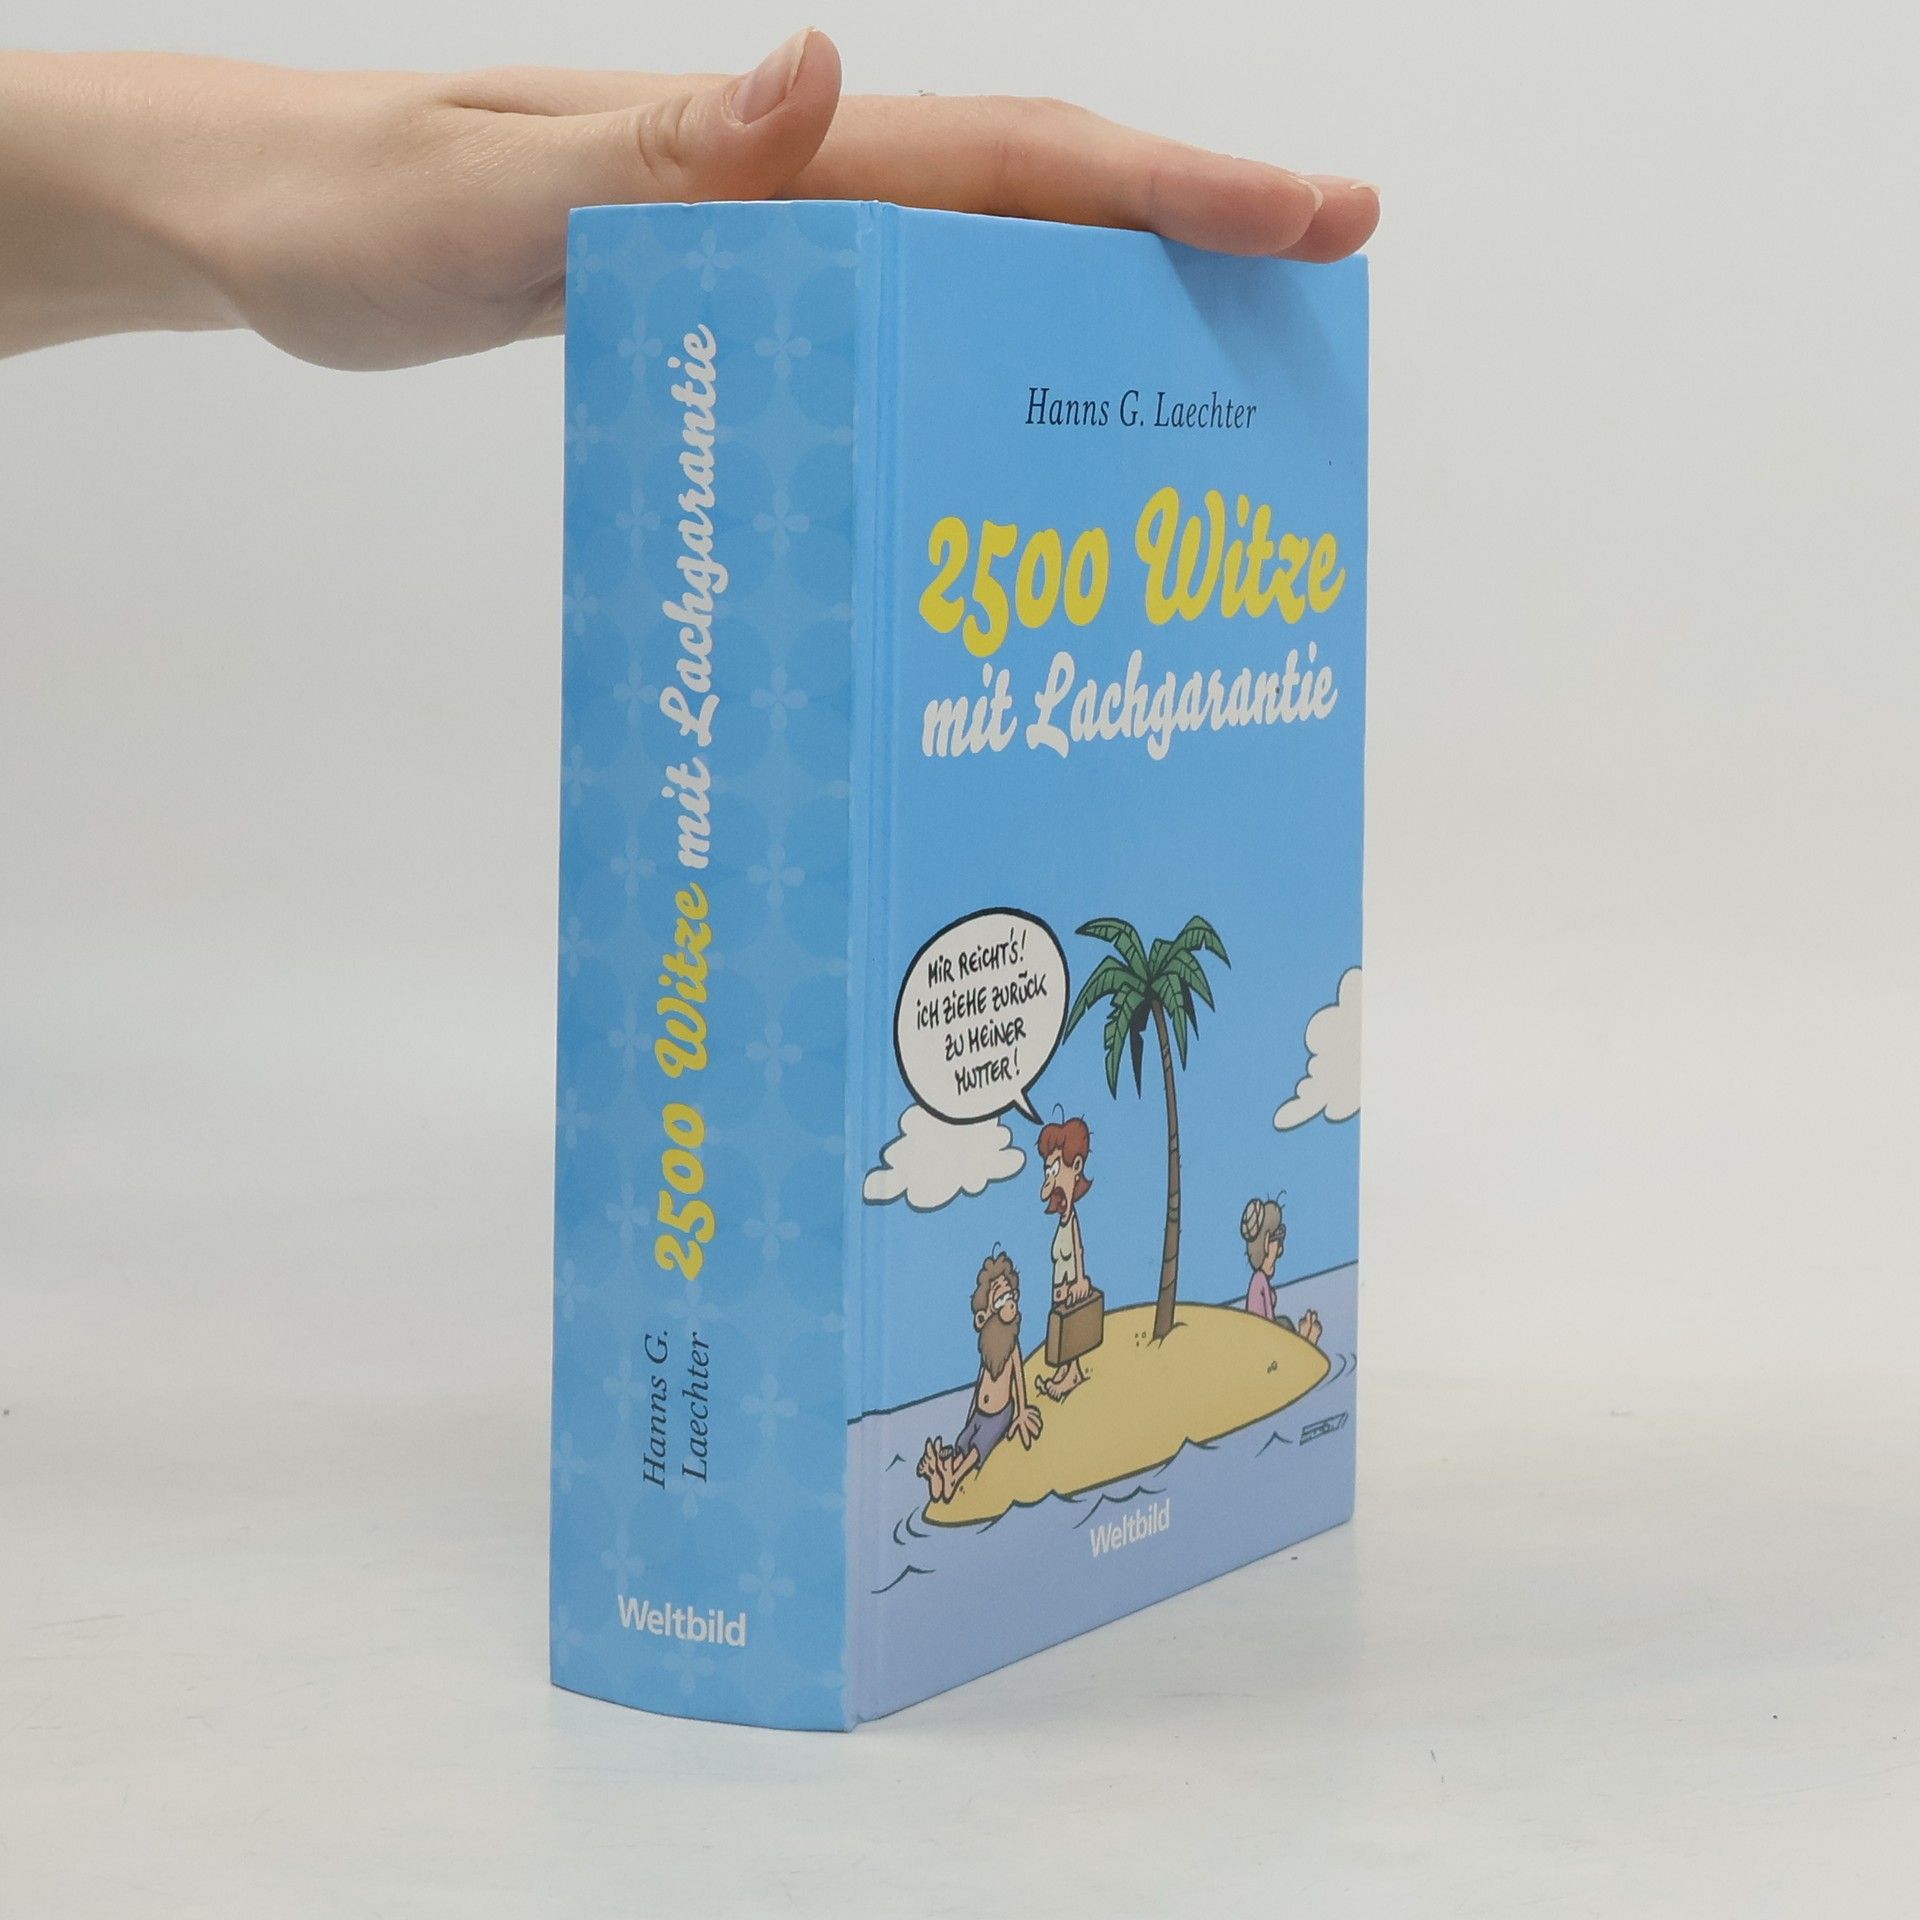 Hanns G.
Laechter
2500 Witze mit Lachgarantie
Weltbild
Hanns G. Laechter
2500 Witze
mit Lachgarantie
MIR REICHT'S!
ICH ZIEHE ZURÜCK
ZU MEINER
MUTTER!
Weltbild